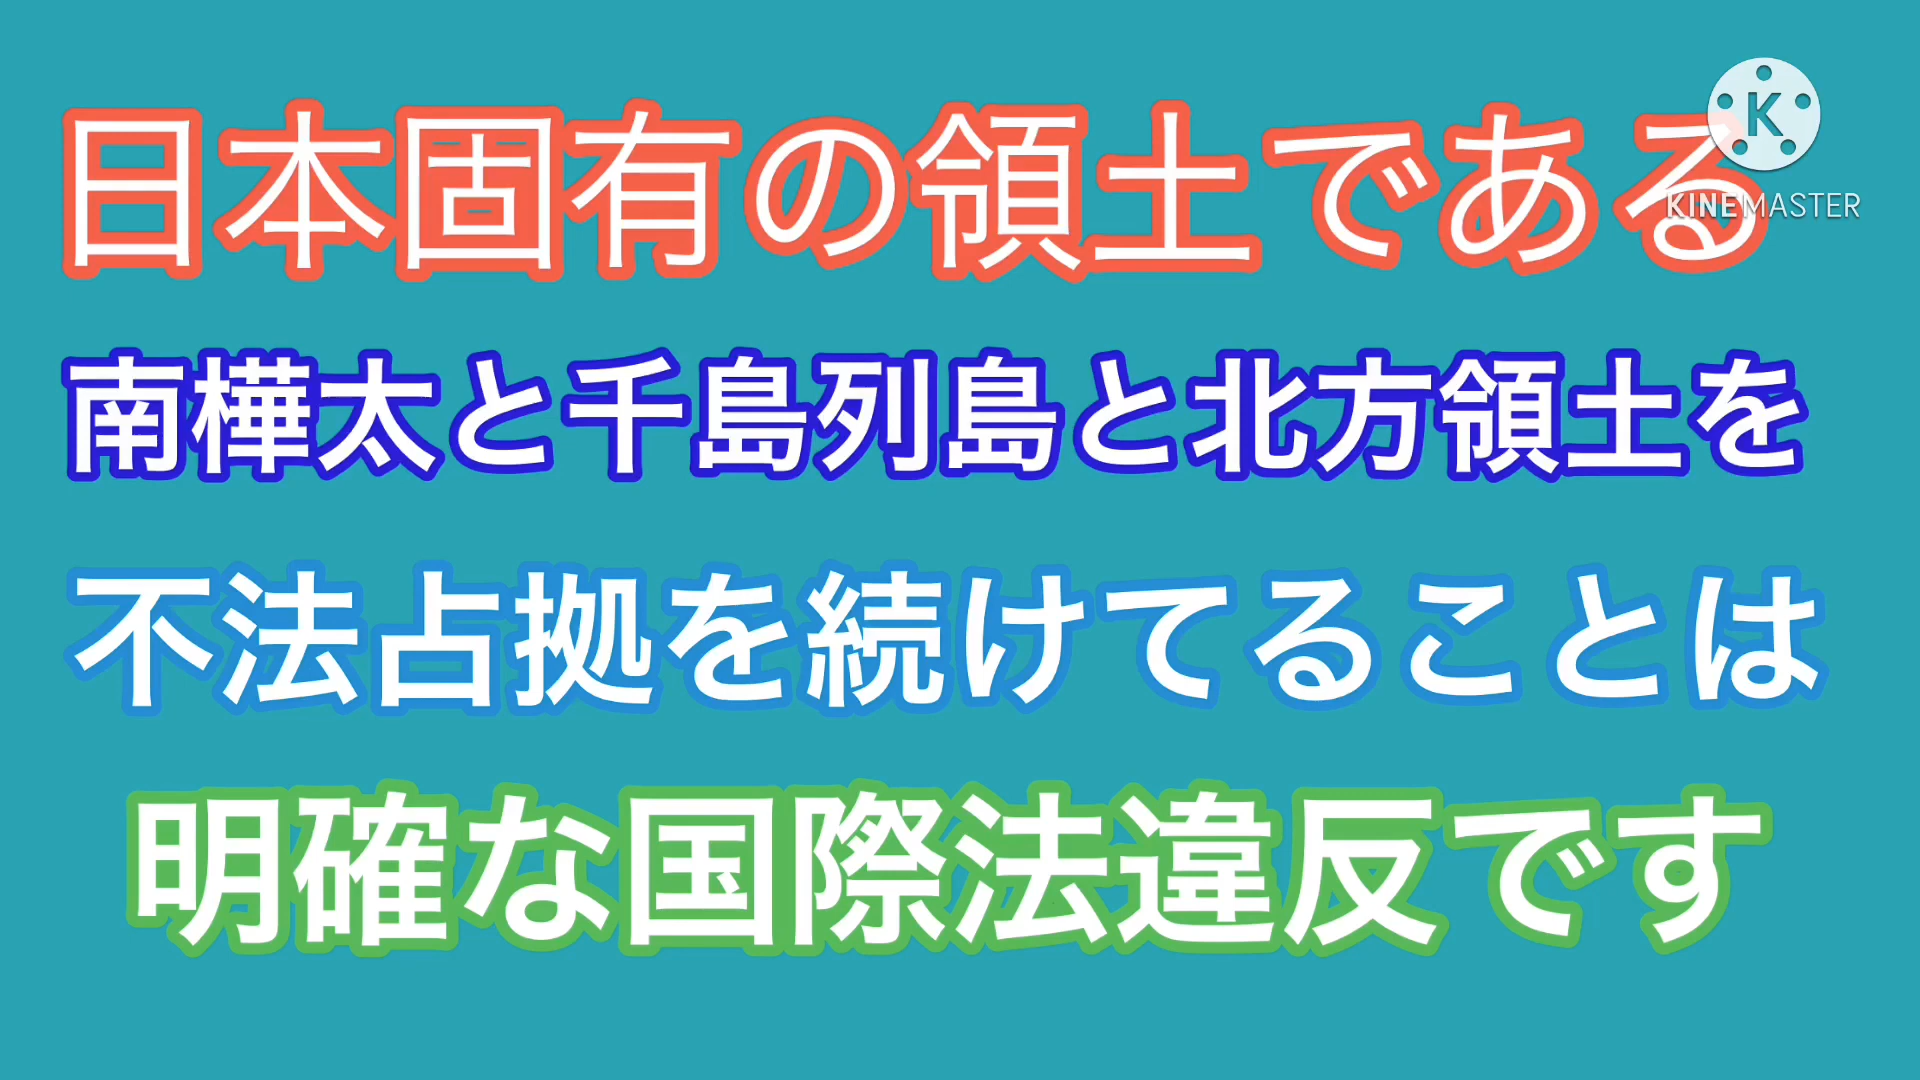 日本固有の領土である
KINEMASTER
南樺太と千島列島と北方領土を
不法占拠を続けてることは
明確な国際法違反です